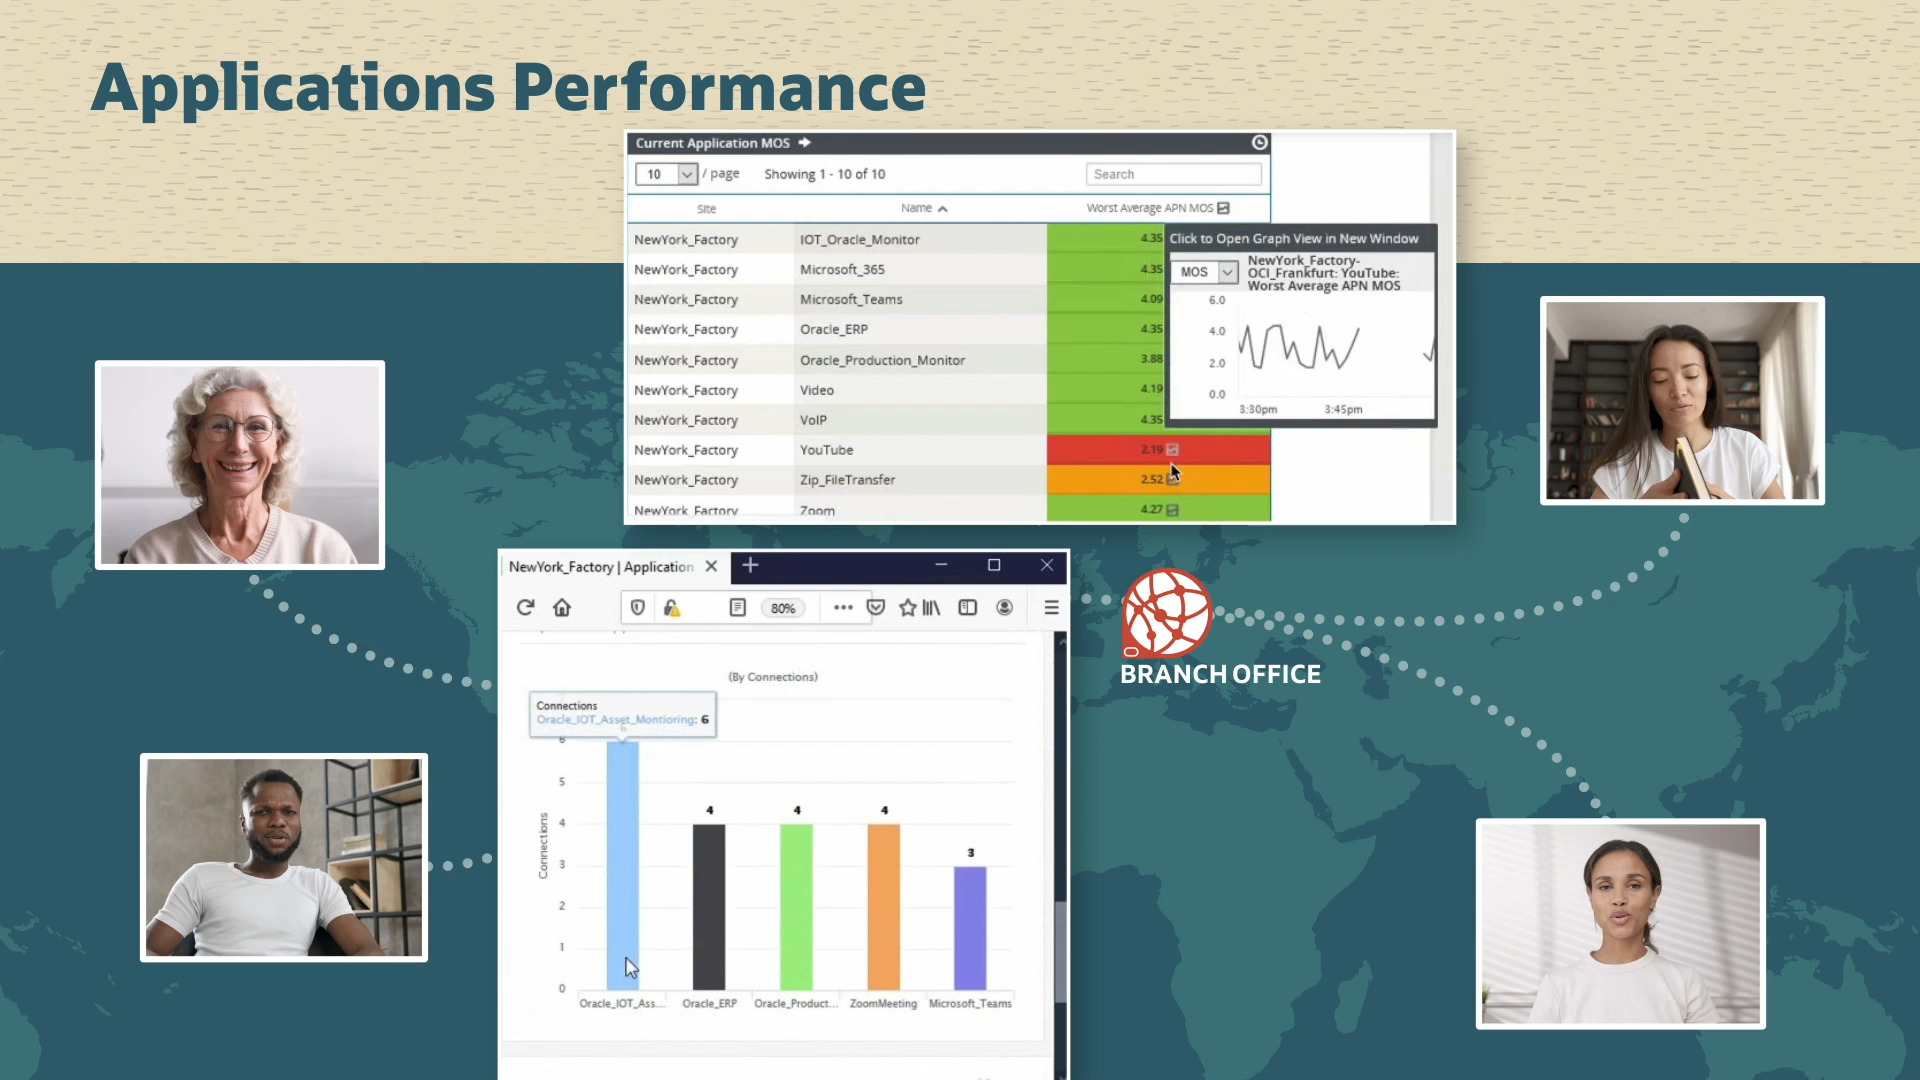 Applications Performance
Current Application MOS
10 / page Showing 1 - 10 of 10 Search
Site Name Worst Average APN MOS
NewYork_Factory IOT_Oracle_Monitor 4.35
NewYork_Factory Microsoft_365 4.35
NewYork_Factory Microsoft_Teams 4.09
NewYork_Factory Oracle_ERP 4.35
NewYork_Factory Oracle_Production_Monitor 3.88
NewYork_Factory Video 4.19
NewYork_Factory VoIP 4.35
NewYork_Factory YouTube 2.19
NewYork_Factory Zip_FileTransfer 2.52
NewYork_Factory Zoom 4.27
Click to Open Graph View in New Window
MOS
NewYork_Factory-
OCI_Frankfurt: YouTube:
Worst Average APN MOS
6.0
4.0
2.0
0.0
3:30pm 3:45pm
NewYork_Factory | Application
80%
(By Connections)
Connections
Oracle_IOT_Asset_Montioring: 6
6
6
5
4
3
2
1
0
Connections
4 4 4 3
Oracle_IOT_Ass... Oracle_ERP Oracle_Product... ZoomMeeting Microsoft_Teams
BRANCH OFFICE